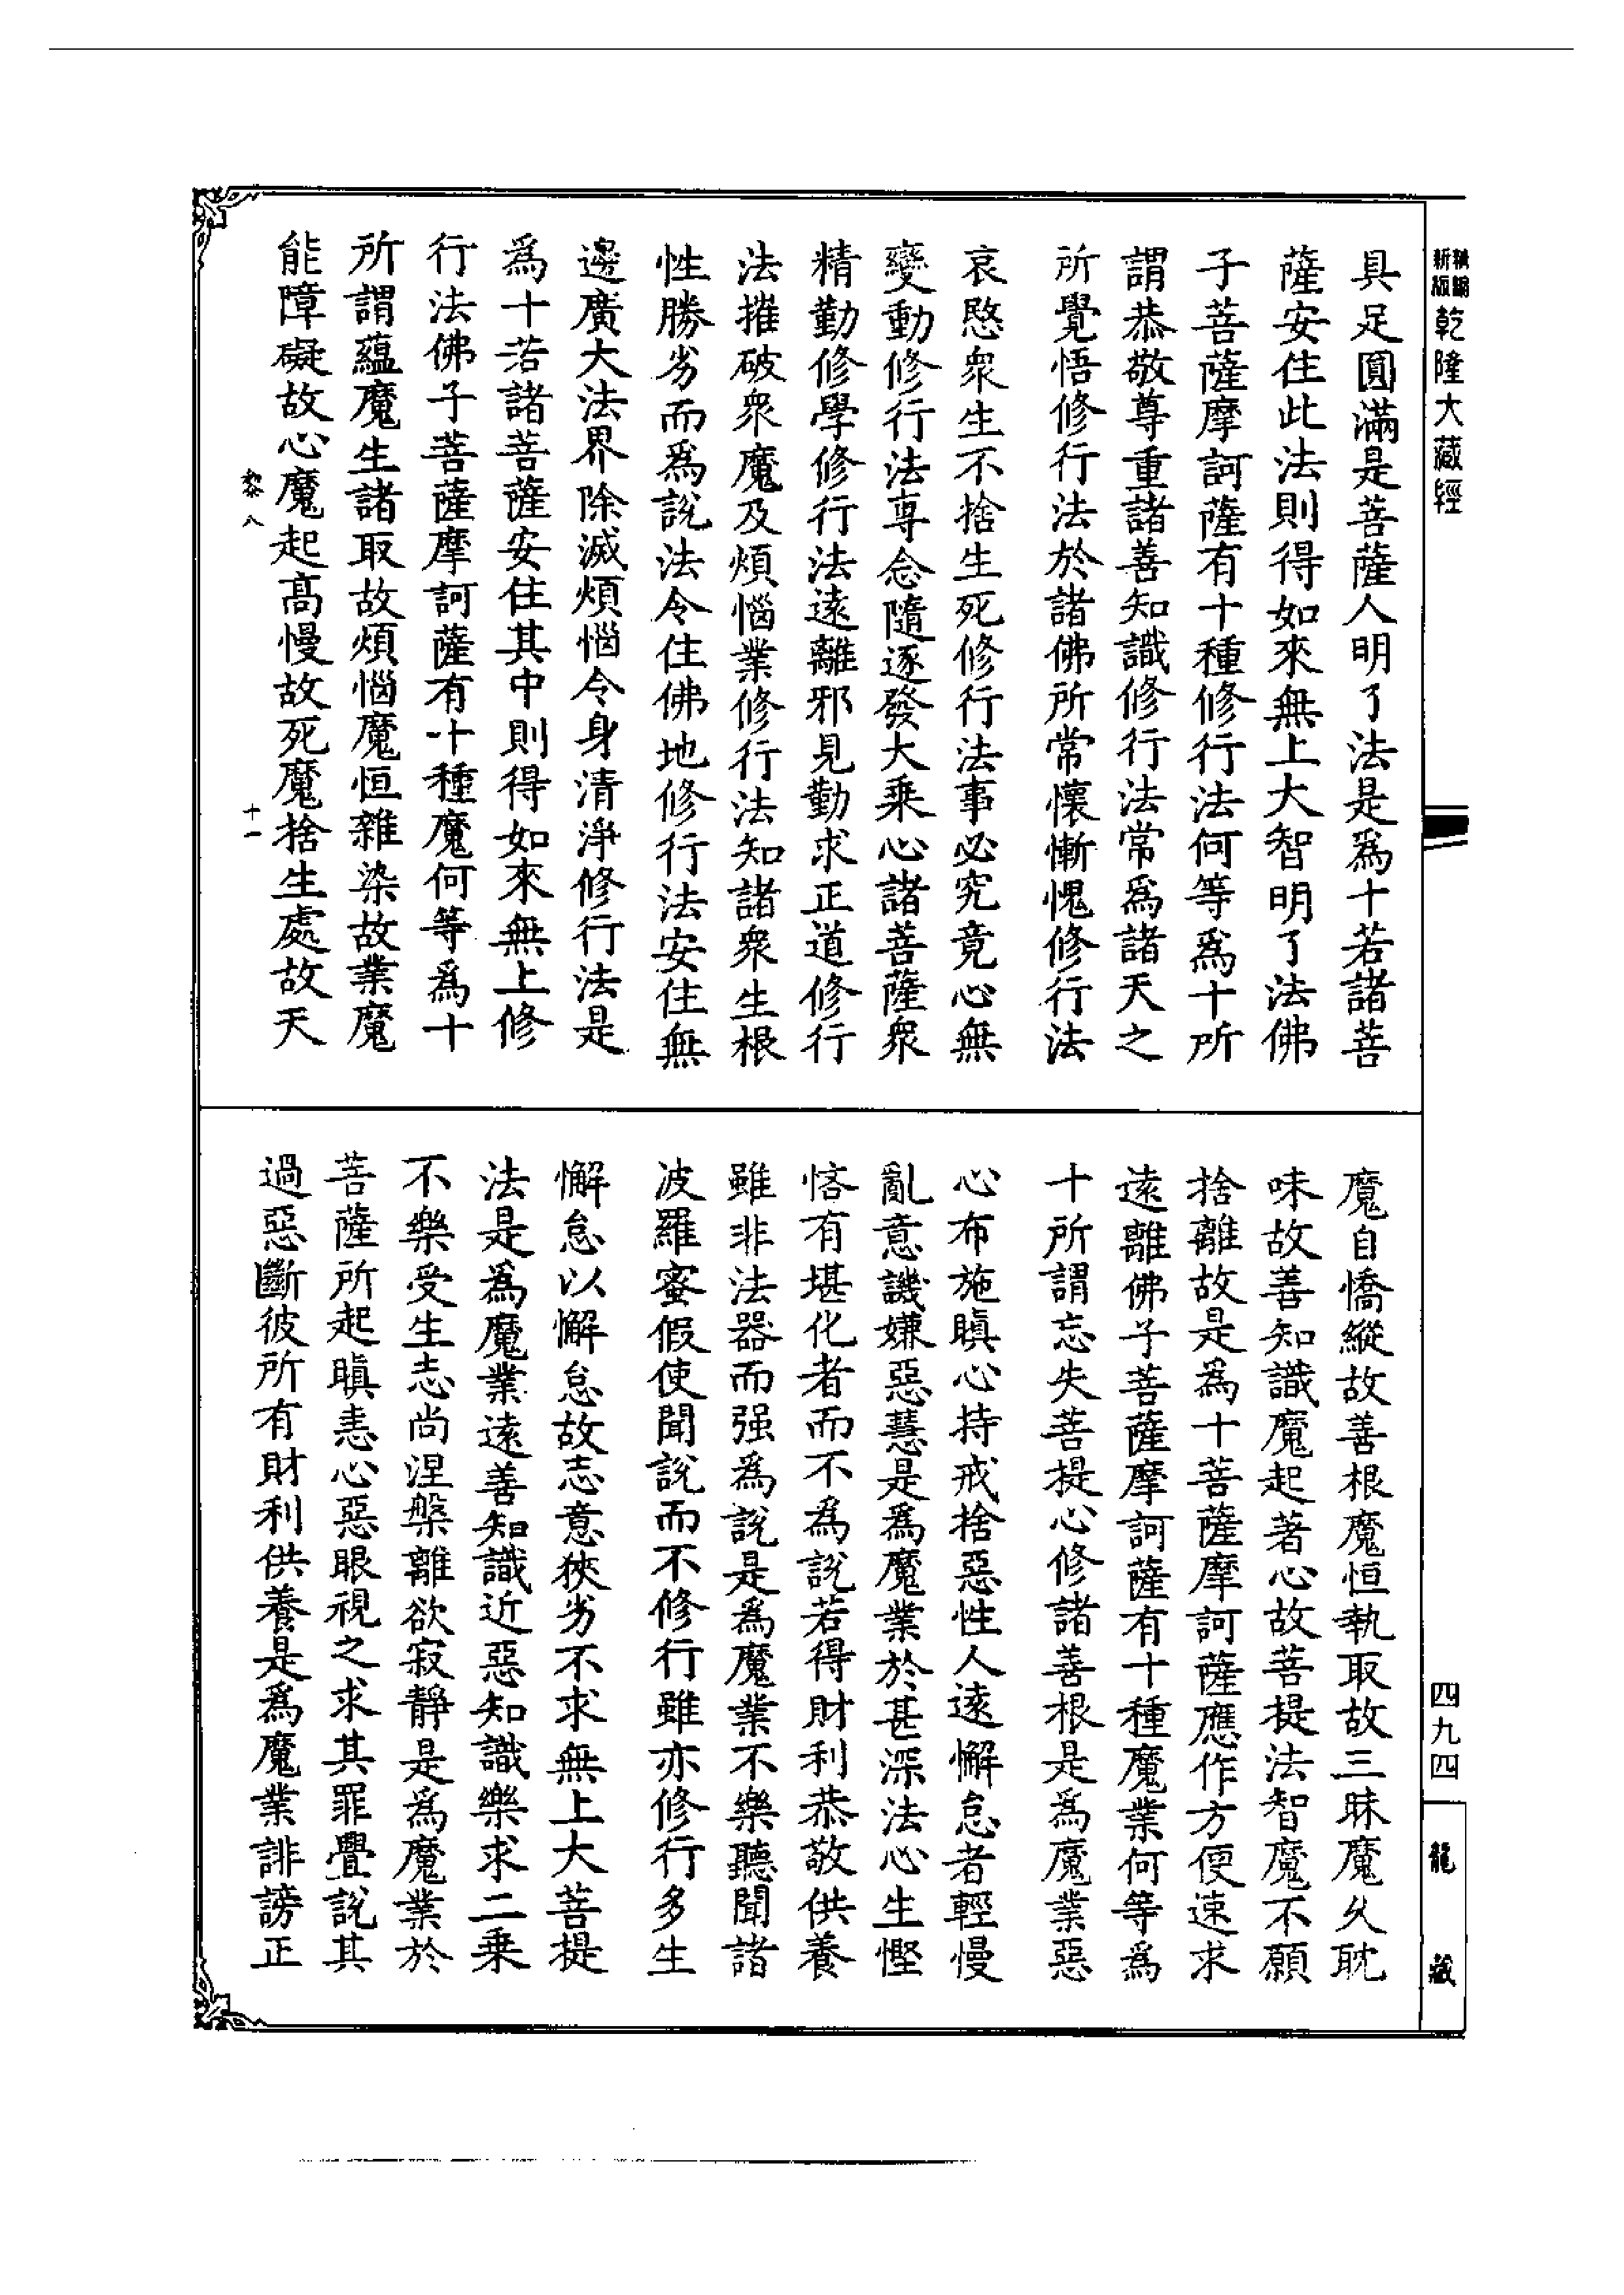 新編
新版
乾隆大藏經
具足圓滿是菩薩人明了法是爲十若諸菩
薩安住此法則得如來無上大智明了法佛
子菩薩摩訶薩有十種修行法何等爲十所
謂恭敬尊重諸善知識修行法常爲諸天之
所覺悟修行法於諸佛所常懷慚愧修行法
哀愍衆生不捨生死修行法事必究竟心無
變動修行法專念隨逐發大乘心諸菩薩衆
精勤修學修行法遠離邪見勤求正道修行
法摧破衆魔及煩惱業修行法知諸衆生根
性勝劣而爲說法令住佛地修行法安住無
邊廣大法界除滅煩惱令身清淨修行法是
爲十若諸菩薩安住其中則得如來無上修
行法佛子菩薩摩訶薩有十種魔何等爲十
所謂蘊魔生諸取故煩惱魔恒雜染故業魔
能障礙故心魔起高慢故死魔捨生處故天
黎八
十一
魔自憍縱故善根魔恒執取故三昧魔久耽
味故善知識魔起著心故菩提法智魔不願
捨離故是爲十菩薩摩訶薩應作方便速求
遠離佛子菩薩摩訶薩有十種魔業何等爲
十所謂忘失菩提心修諸善根是爲魔業惡
心布施瞋心持戒捨惡性人遠懈怠者輕慢
亂意譏嫌惡慧是爲魔業於甚深法心生慳
悋有堪化者而不爲說若得財利恭敬供養
雖非法器而强爲說是爲魔業不樂聽聞諸
波羅蜜假使聞說而不修行雖亦修行多生
懈怠以懈怠故志意狹劣不求無上大菩提
法是爲魔業遠善知識近惡知識樂求二乘
不樂受生志尚涅槃離欲寂靜是爲魔業於
菩薩所起瞋恚心惡眼視之求其罪舋說其
過惡斷彼所有財利供養是爲魔業誹謗正
四九四
龍藏